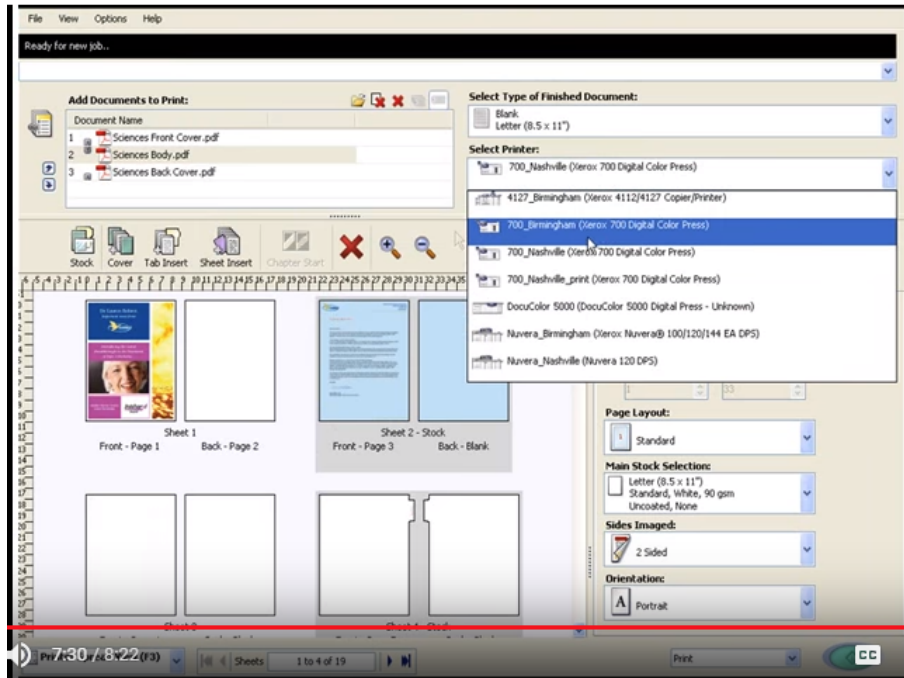 File View Options Help
Ready for new job..
Add Documents to Print:
Document Name
1 Sciences Front Cover.pdf
2 Sciences Body.pdf
3 Sciences Back Cover.pdf
Select Type of Finished Document:
Blank
Letter (8.5 x 11")
Select Printer:
700_Nashville (Xerox 700 Digital Color Press)
4127_Birmingham (Xerox 4112/4127 Copier/Printer)
700_Birmingham (Xerox 700 Digital Color Press)
700_Nashville (Xerox 700 Digital Color Press)
700_Nashville_print (Xerox 700 Digital Color Press)
DocuColor 5000 (DocuColor 5000 Digital Press - Unknown)
Nuvera_Birmingham (Xerox Nuvera® 100/120/144 EA DPS)
Nuvera_Nashville (Nuvera 120 DPS)
Stock Cover Tab Insert Sheet Insert Chapter Start
Sheet 1
Front - Page 1 Back - Page 2
Sheet 2 - Stock
Front - Page 3 Back - Blank
1 33
Page Layout:
Standard
Main Stock Selection:
Letter (8.5 x 11")
Standard, White, 90 gsm
Uncoated, None
Sides Imaged:
2 Sided
Orientation:
A Portrait
7:30 / 8:22
(F3)
Sheets 1 to 4 of 19
Print
CC